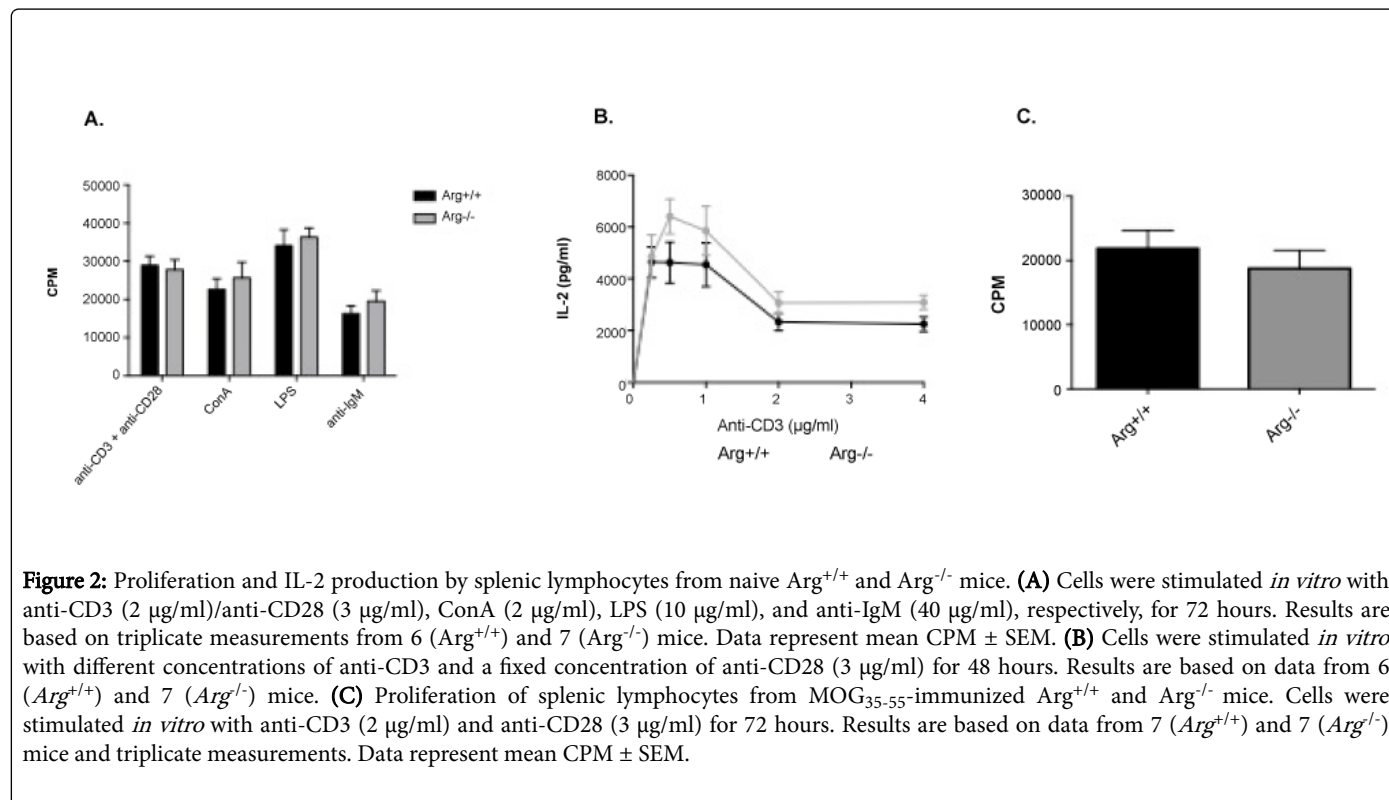 A.
50000
40000
30000
20000
10000
0
CPM
anti-CD3 + anti-CD28
ConA
LPS
anti-IgM
Arg+/+
Arg-/-
B.
8000
6000
4000
2000
0
IL-2 (pg/ml)
0 1 2 3 4
Anti-CD3 (µg/ml)
Arg+/+ Arg-/-
C.
30000
20000
10000
0
CPM
Arg+/+
Arg-/-
Figure 2: Proliferation and IL-2 production by splenic lymphocytes from naive Arg+/+ and Arg-/- mice. (A) Cells were stimulated in vitro with
anti-CD3 (2 µg/ml)/anti-CD28 (3 µg/ml), ConA (2 µg/ml), LPS (10 µg/ml), and anti-IgM (40 µg/ml), respectively, for 72 hours. Results are
based on triplicate measurements from 6 (Arg+/+) and 7 (Arg-/-) mice. Data represent mean CPM ± SEM. (B) Cells were stimulated in vitro
with different concentrations of anti-CD3 and a fixed concentration of anti-CD28 (3 µg/ml) for 48 hours. Results are based on data from 6
(Arg+/+) and 7 (Arg-/-) mice. (C) Proliferation of splenic lymphocytes from MOG35-55-immunized Arg+/+ and Arg-/- mice. Cells were
stimulated in vitro with anti-CD3 (2 µg/ml) and anti-CD28 (3 µg/ml) for 72 hours. Results are based on data from 7 (Arg+/+) and 7 (Arg-/-)
mice and triplicate measurements. Data represent mean CPM ± SEM.